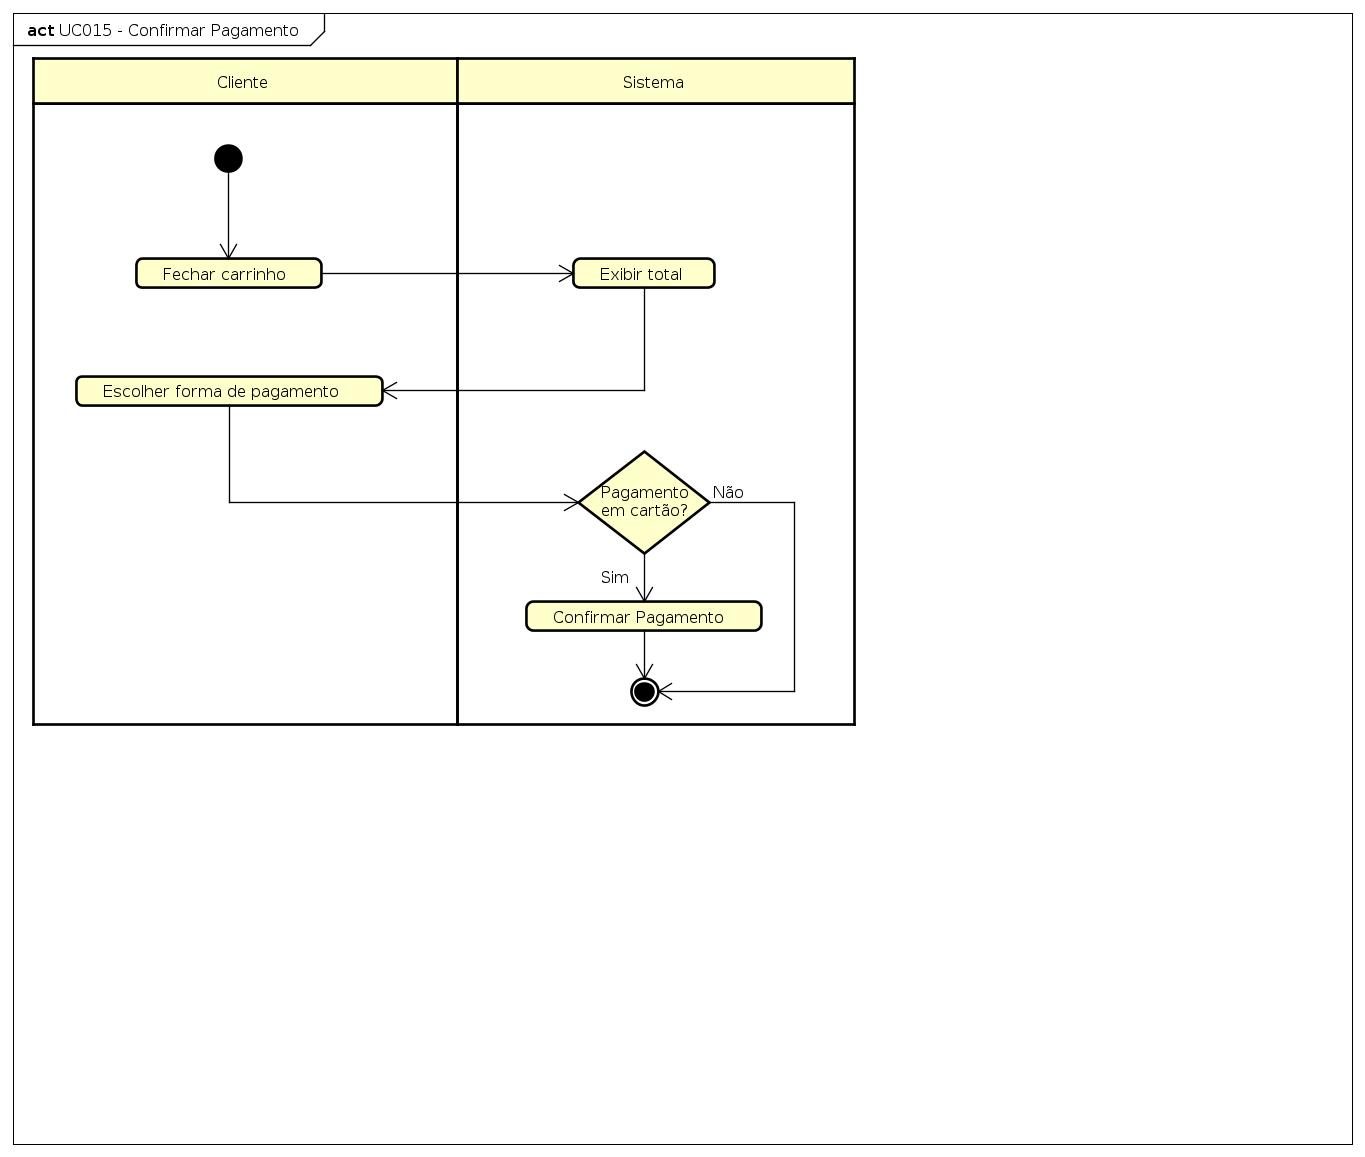 act UC015 - Confirmar Pagamento
Cliente
Sistema
Fechar carrinho
Exibir total
Escolher forma de pagamento
Pagamento
em cartão?
Não
Sim
Confirmar Pagamento